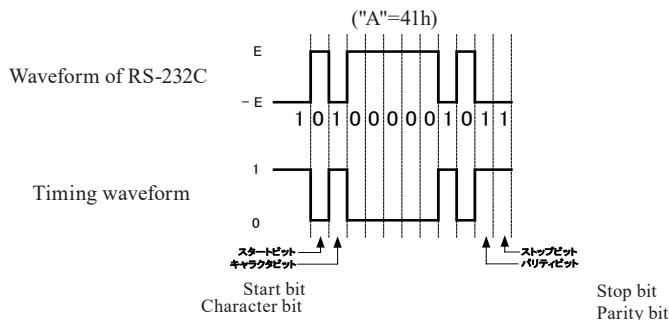 ("A"=41h)
E
Waveform of RS-232C
- E
1 0 1 0 0 0 0 0 1 0 1 1
1
Timing waveform
0
スタートビット
ストップビット
キャラクタビット
パリティビット
Start bit
Stop bit
Character bit
Parity bit